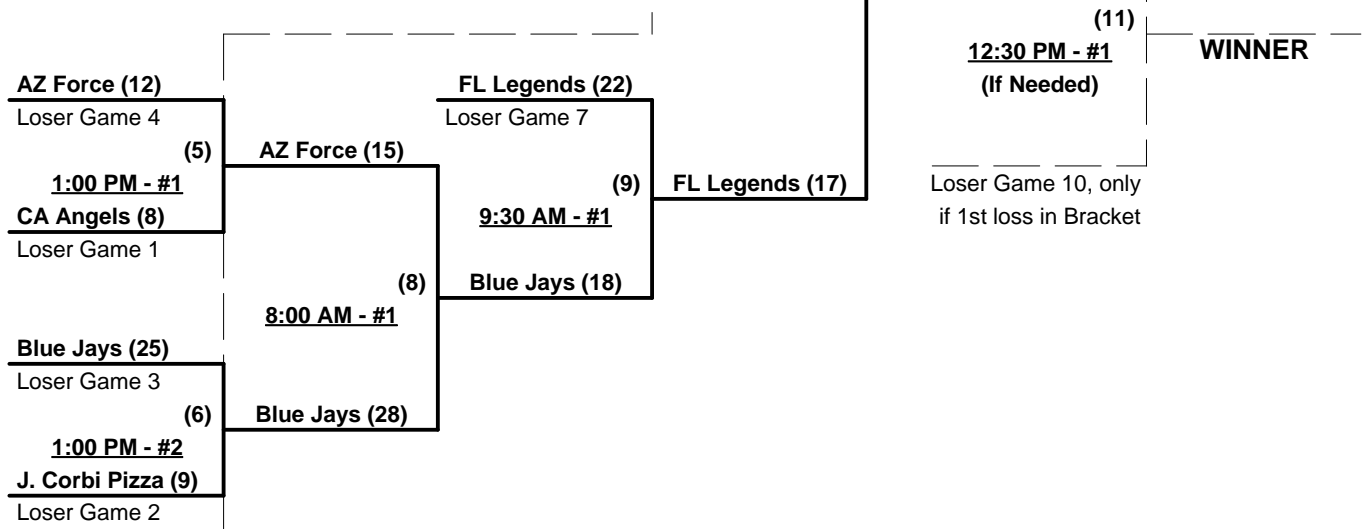 (11)
12:30 PM - #1
WINNER
(If Needed)
AZ Force (12)
Loser Game 4
(5)
1:00 PM - #1
CA Angels (8)
Loser Game 1
AZ Force (15)
FL Legends (22)
Loser Game 7
(9)
9:30 AM - #1
FL Legends (17)
Loser Game 10, only
if 1st loss in Bracket
(8)
8:00 AM - #1
Blue Jays (18)
Blue Jays (25)
Loser Game 3
(6)
1:00 PM - #2
J. Corbi Pizza (9)
Loser Game 2
Blue Jays (28)